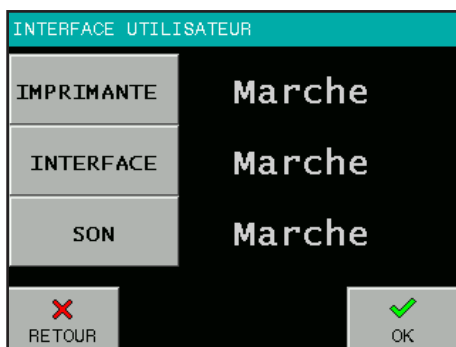 INTERFACE UTILISATEUR
IMPRIMANTE Marche
INTERFACE Marche
SON Marche
RETOUR OK